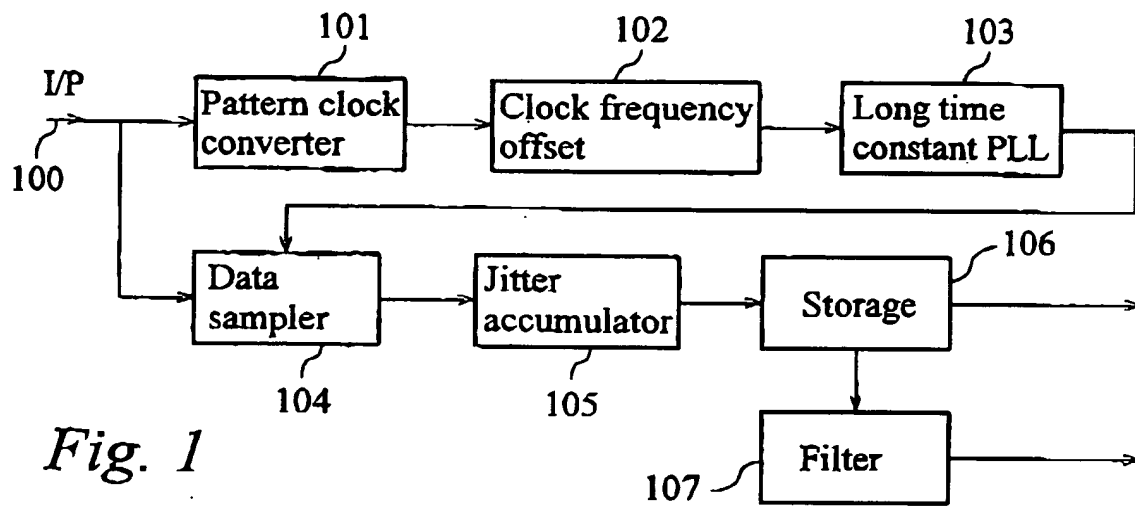 101
102
103
I/P
100
Pattern clock
converter
Clock frequency
offset
Long time
constant PLL
106
Data
sampler
Jitter
accumulator
Storage
104
105
Fig. 1
107
Filter